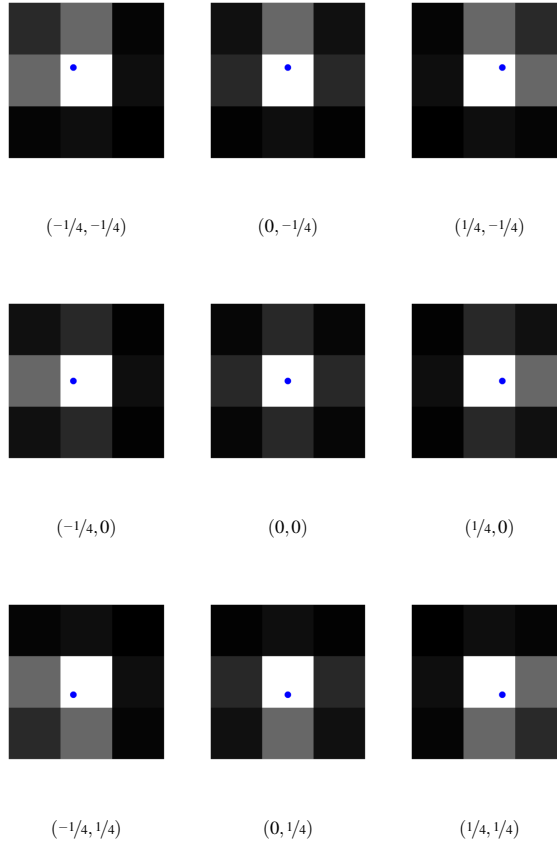 (−1/4, −1/4) (0, −1/4) (1/4, −1/4)
(−1/4, 0) (0, 0) (1/4, 0)
(−1/4, 1/4) (0, 1/4) (1/4, 1/4)